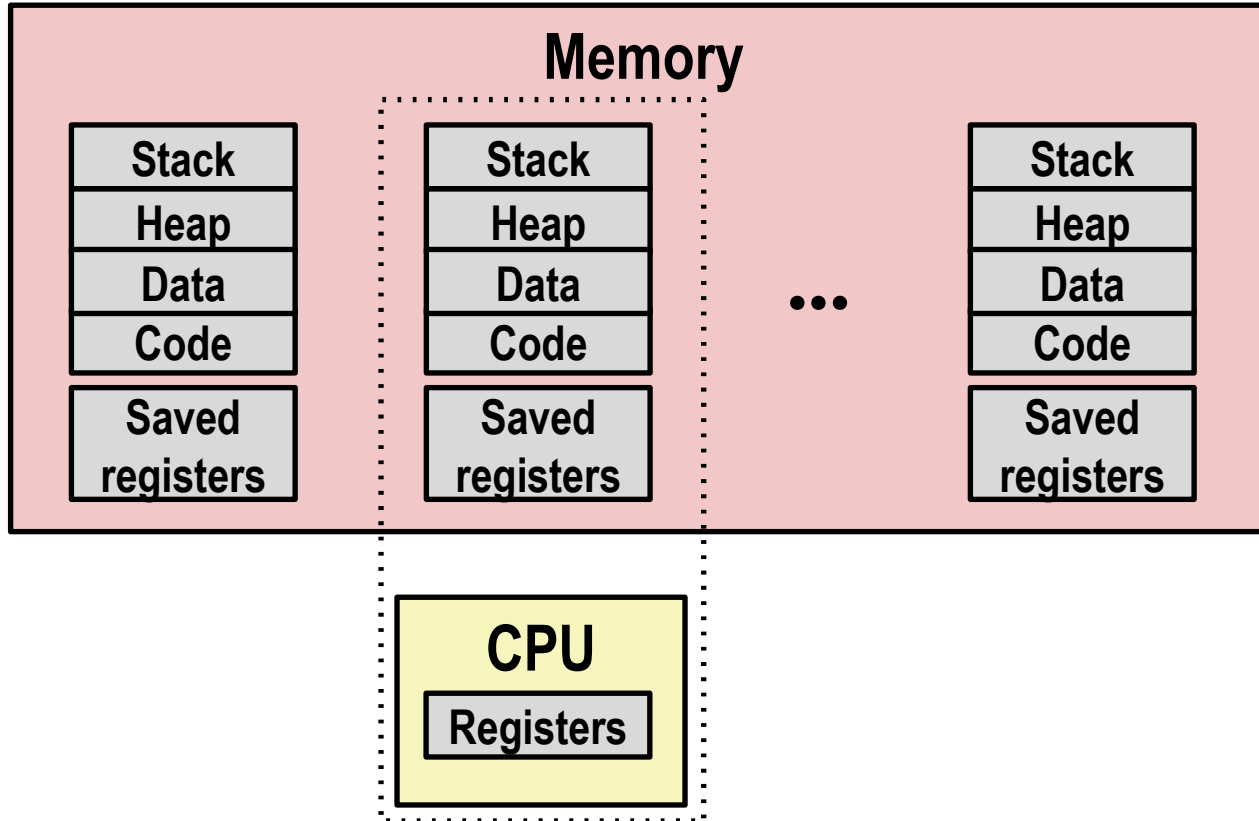 Memory
Stack
Heap
Data
Code
Saved
registers
Stack
Heap
Data
Code
Saved
registers
...
Stack
Heap
Data
Code
Saved
registers
CPU
Registers